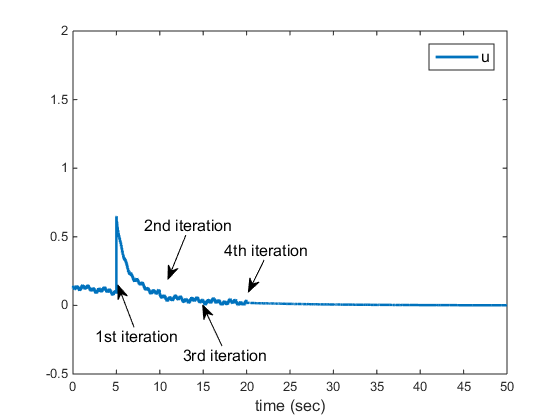 2
1.5
1
0.5
0
-0.5
u
2nd iteration
4th iteration
1st iteration
3rd iteration
0 5 10 15 20 25 30 35 40 45 50
time (sec)